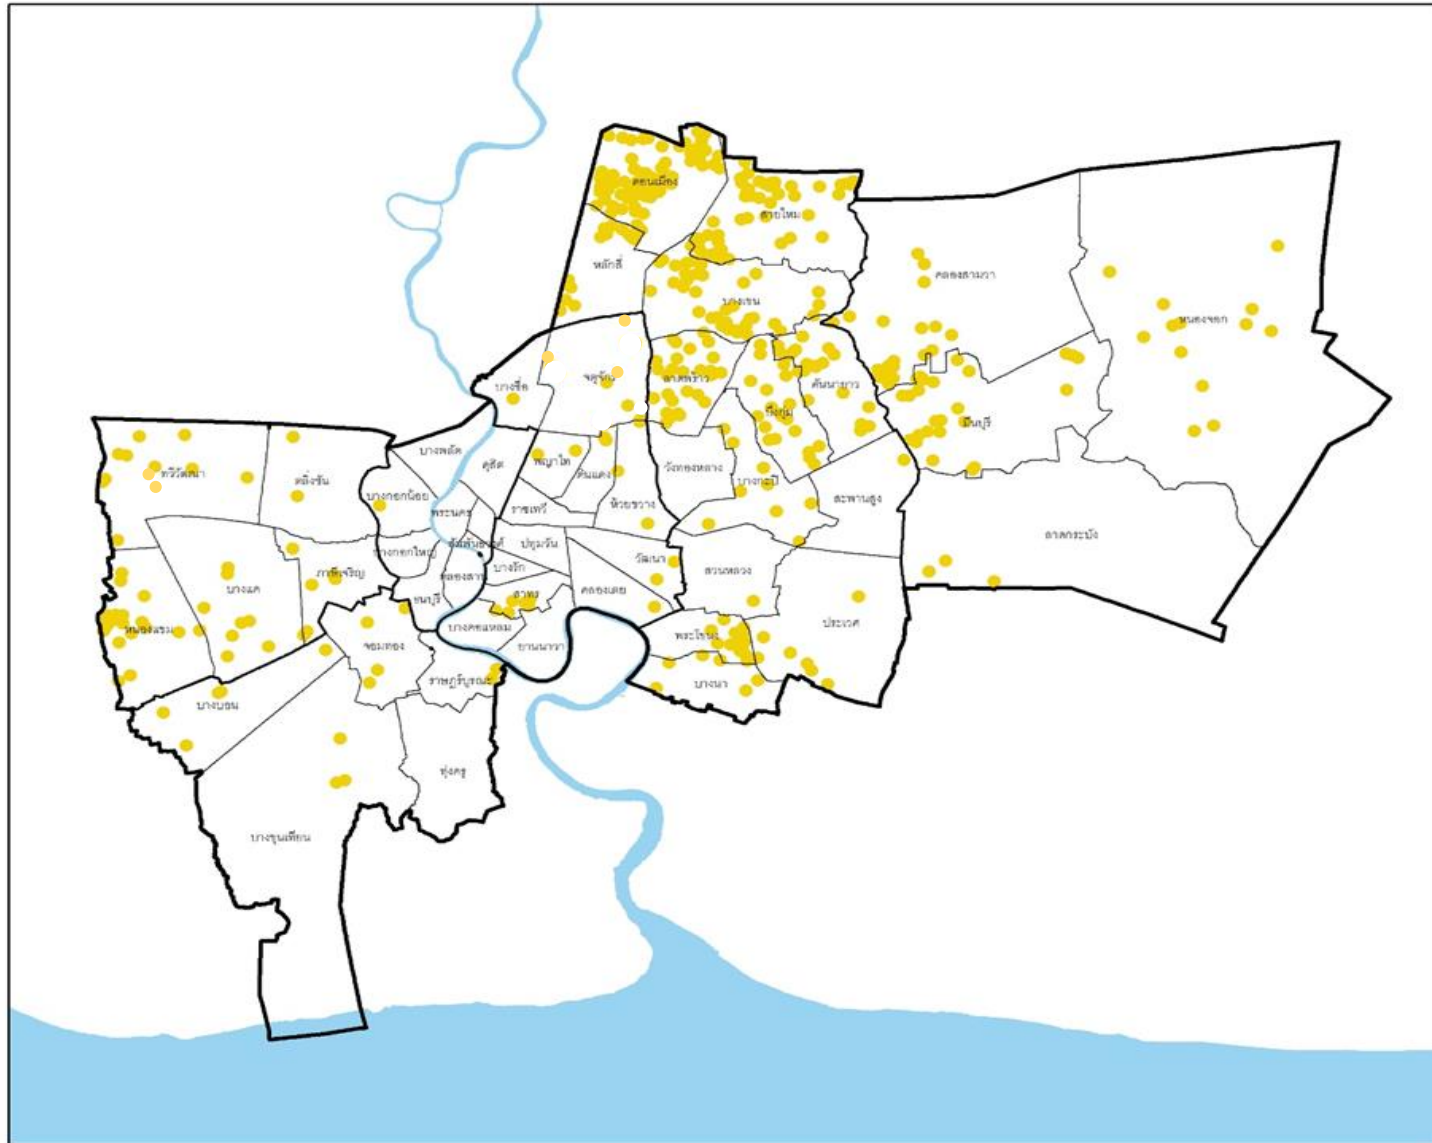 ดอนเมือง
สายไหม
หลักสี่
คลองสามวา
บางเขน
หนองจอก
บางซื่อ
จตุจักร
ลาดพร้าว
คันนายาว
บึงกุ่ม
มีนบุรี
บางพลัด
ดุสิต
พญาไท
ดินแดง
วังทองหลาง
บางกะปิ
ทวีวัฒนา
ตลิ่งชัน
บางกอกน้อย
พระนคร
ราชเทวี
ห้วยขวาง
สะพานสูง
ลาดกระบัง
บางกอกใหญ่
สัมพันธวงศ์
ปทุมวัน
วัฒนา
สวนหลวง
ภาษีเจริญ
บางแค
คลองสาน
บางรัก
คลองเตย
ธนบุรี
สาทร
ประเวศ
หนองแขม
จอมทอง
บางคอแหลม
ยานนาวา
พระโขนง
ราษฎร์บูรณะ
บางนา
บางบอน
ทุ่งครุ
บางขุนเทียน